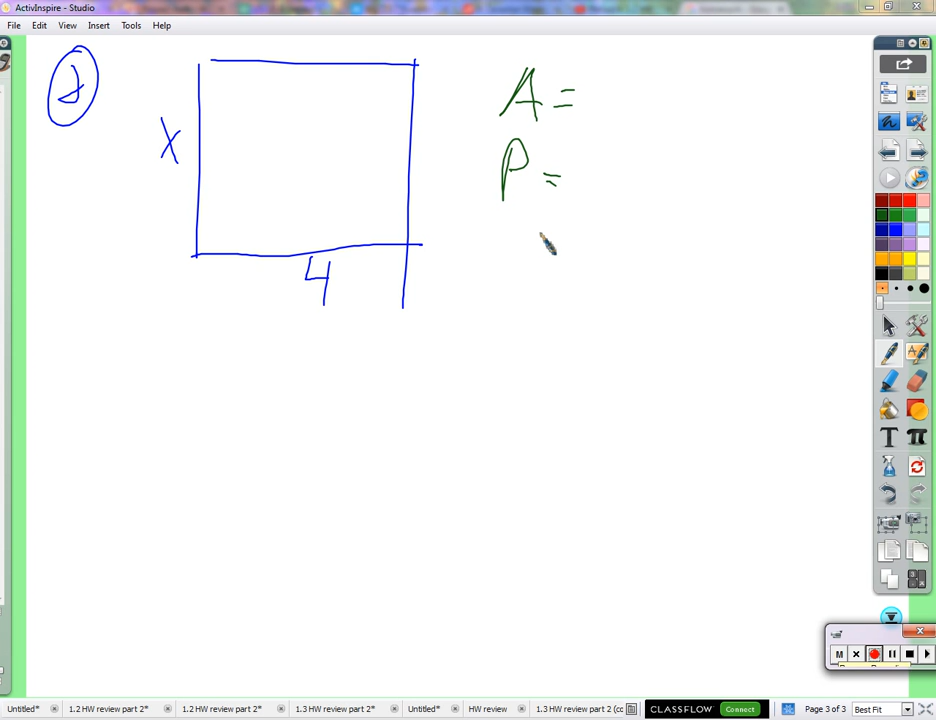 ActivInspire - Studio
File Edit View Insert Tools Help
2
X
4
A =
P =
M
Untitled* 1.2 HW review part 2* 1.2 HW review part 2* 1.3 HW review part 2* Untitled* HW review 1.3 HW review part 2 (cc CLASSFLOW Connect Page 3 of 3 Best Fit